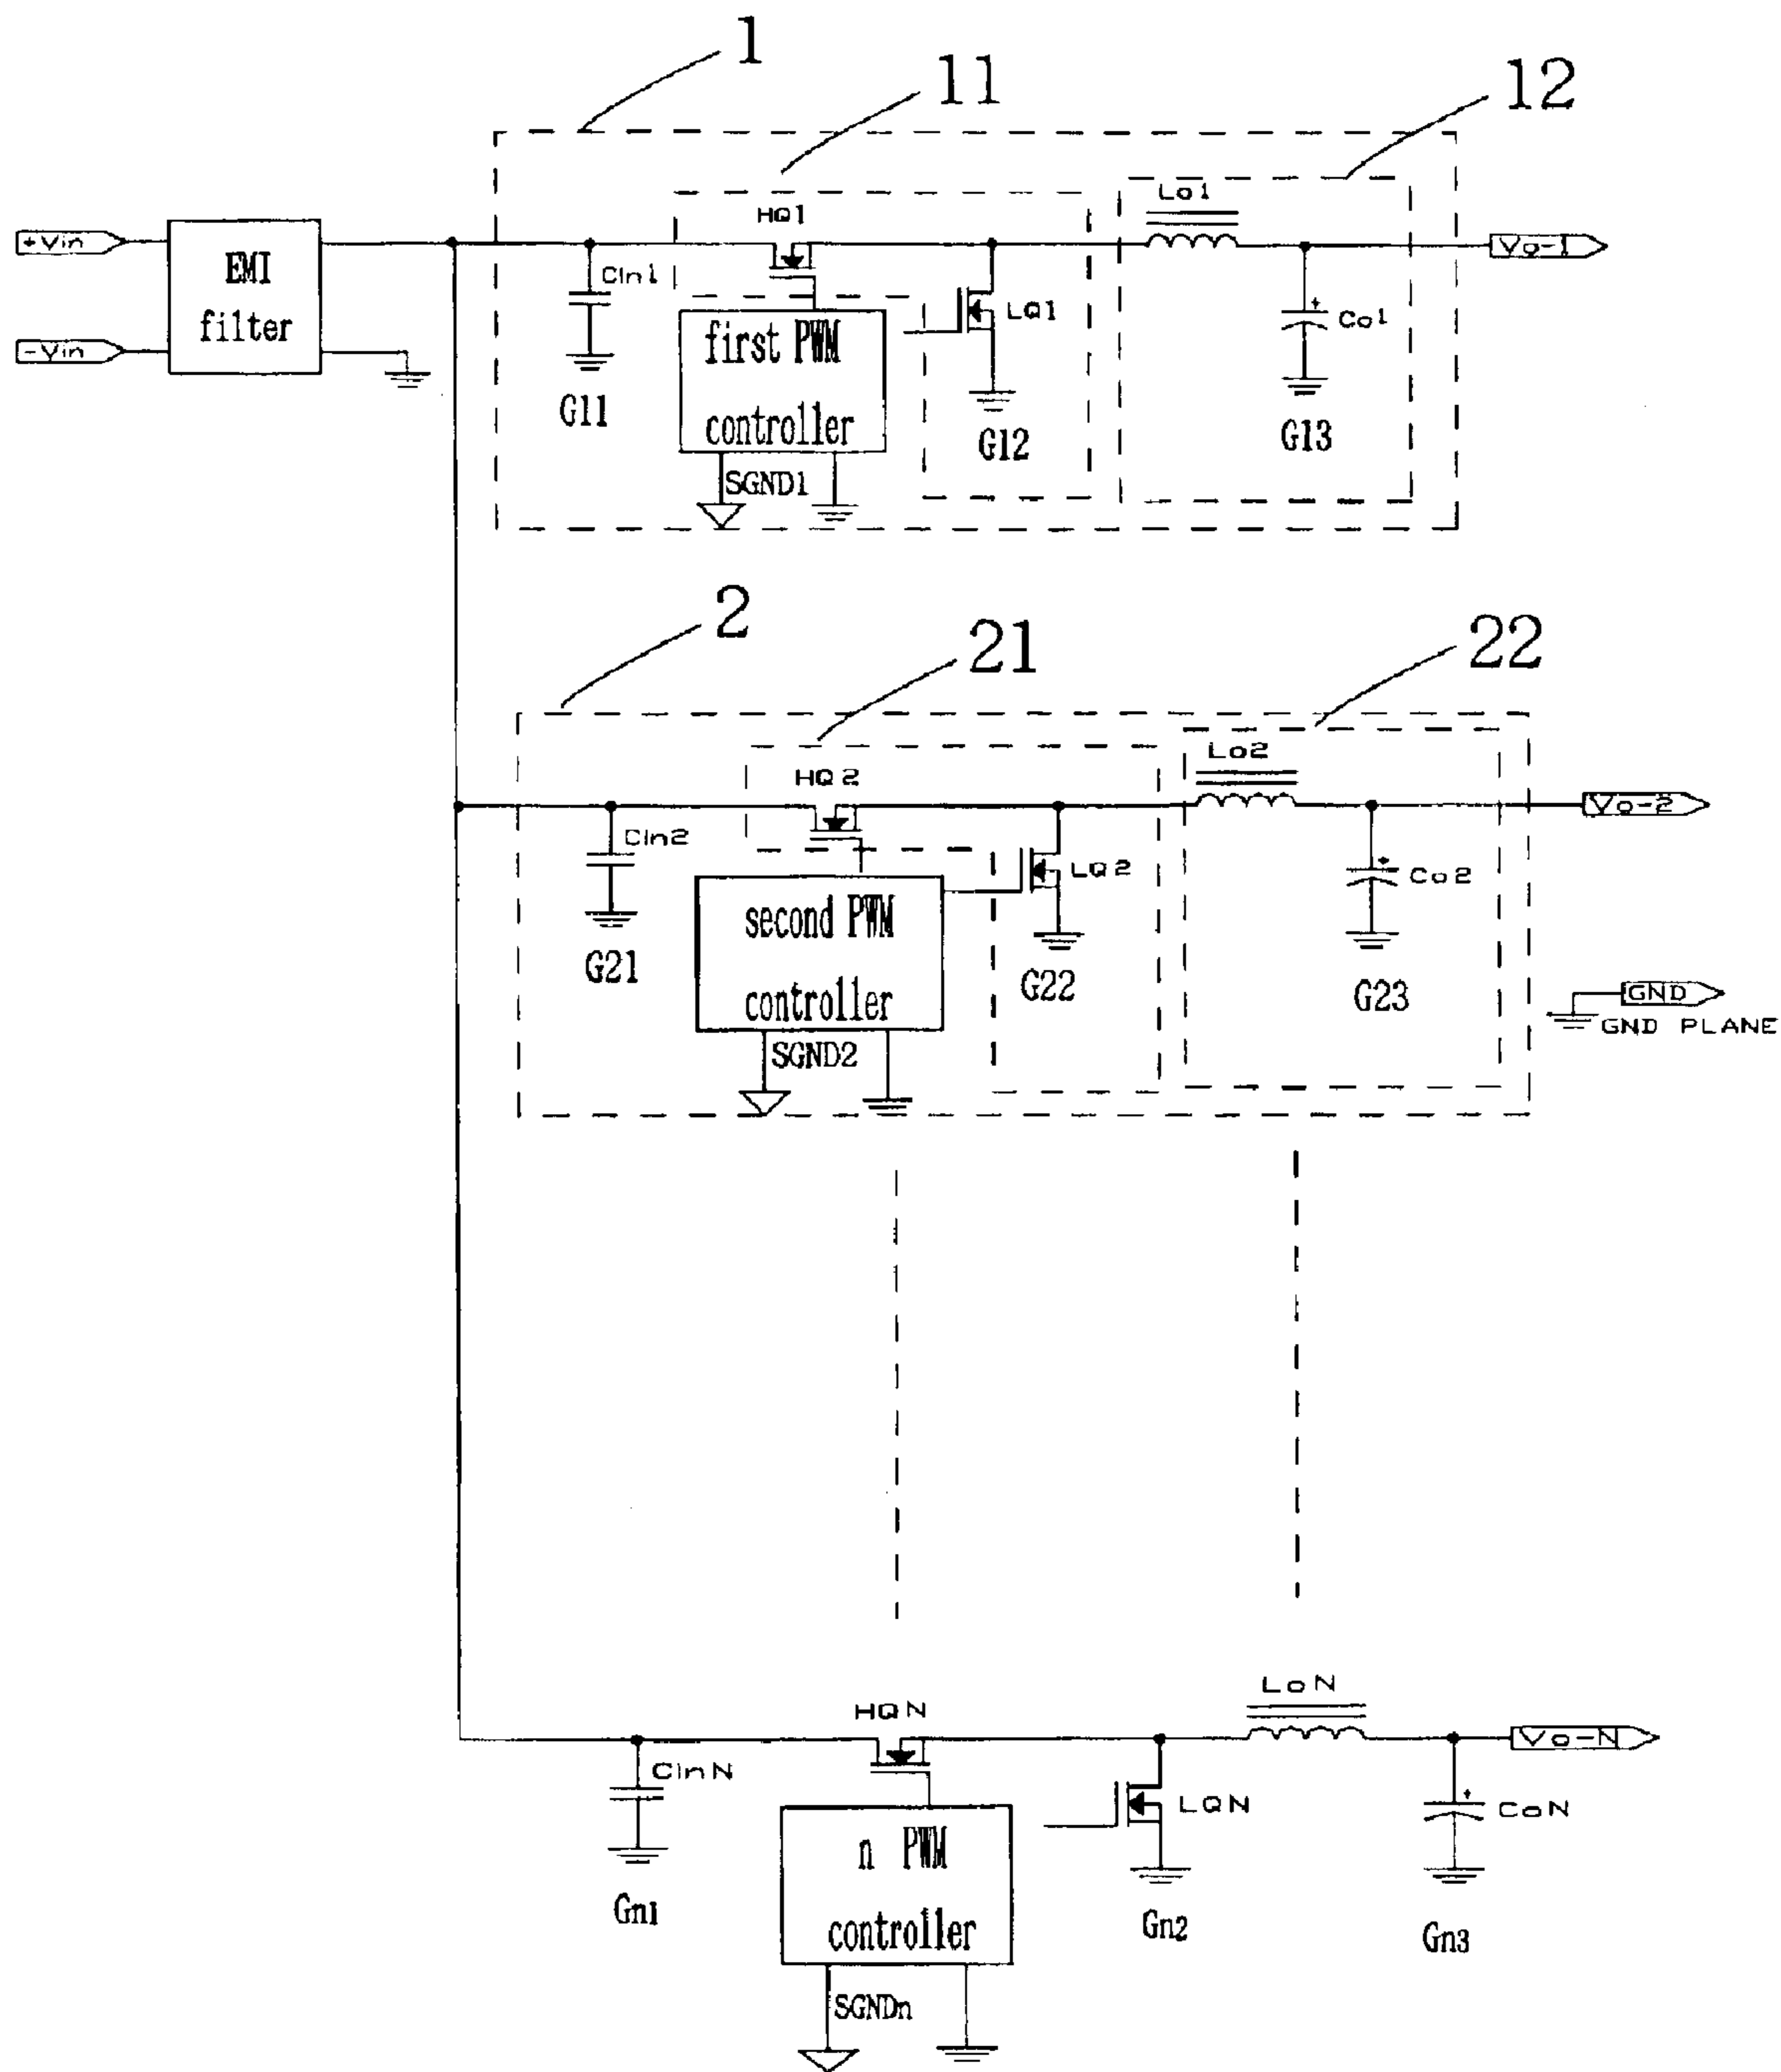 1
11
12
Lo1
HQ1
+Vin
EMI
filter
-Vin
Cin1
LQ1
Co1
Vo-1
first PWM
controller
G11
G12
G13
SGND1
2
21
22
Lo2
HQ2
Cin2
LQ2
Co2
Vo-2
second PWM
controller
G21
G22
G23
SGND2
GND
GND PLANE
LoN
HQN
Vo-N
CinN
LQN
CoN
n PWM
controller
Gn1
Gn2
Gn3
SGNDn